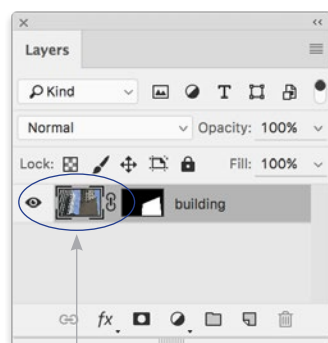 Layers
Kind
Normal Opacity: 100%
Lock: Fill: 100%
building
fx